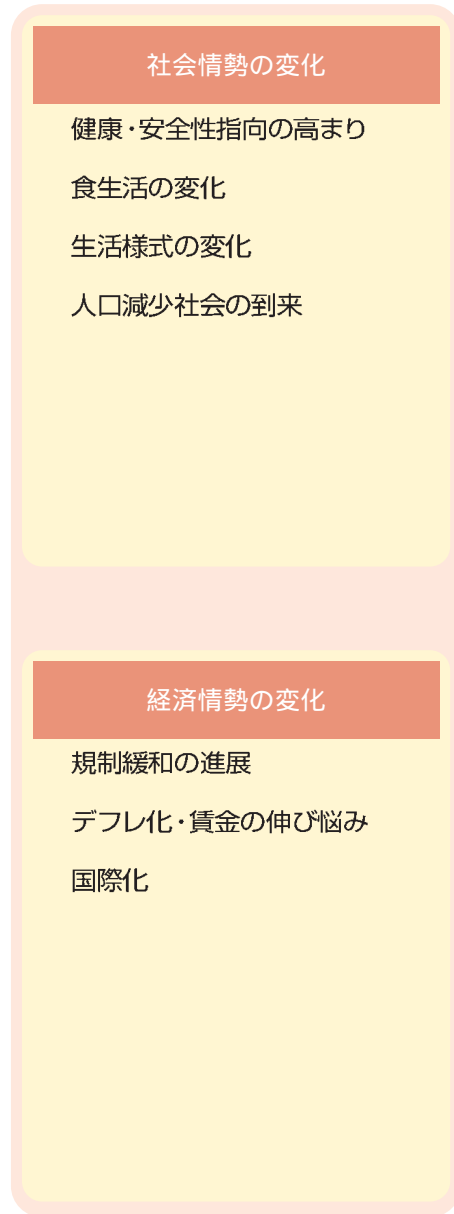 社会情勢の変化
健康・安全性指向の高まり
食生活の変化
生活様式の変化
人口減少社会の到来
経済情勢の変化
規制緩和の進展
デフレ化・賃金の伸び悩み
国際化